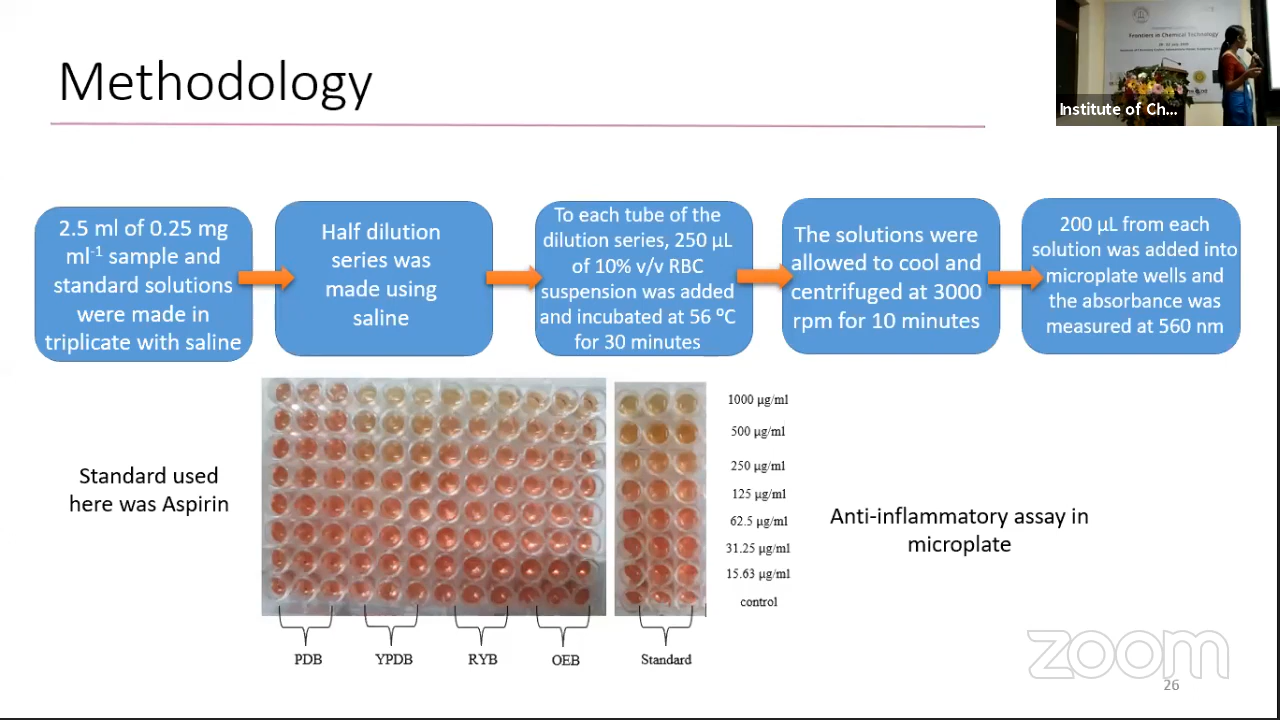 Methodology
Frontiers in Chemical Technology
Institute of Ch...
2.5 ml of 0.25 mg
ml-1 sample and
standard solutions
were made in
triplicate with saline
Half dilution
series was
made using
saline
To each tube of the
dilution series, 250 µL
of 10% v/v RBC
suspension was added
and incubated at 56 ºC
for 30 minutes
The solutions were
allowed to cool and
centrifuged at 3000
rpm for 10 minutes
200 µL from each
solution was added into
microplate wells and
the absorbance was
measured at 560 nm
Standard used
here was Aspirin
1000 µg/ml
500 µg/ml
250 µg/ml
125 µg/ml
62.5 µg/ml
31.25 µg/ml
15.63 µg/ml
control
PDB
YPDB
RYB
OEB
Standard
Anti-inflammatory assay in
microplate
zoom
26